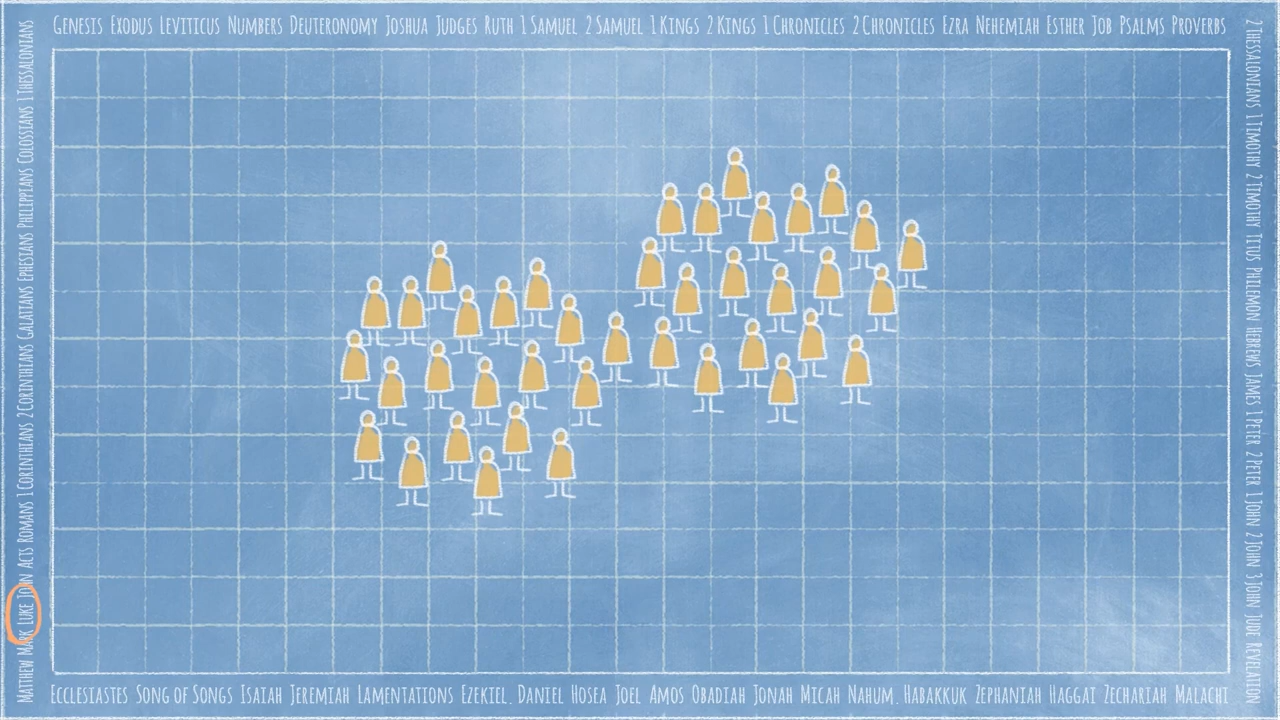 Genesis Exodus Leviticus Numbers Deuteronomy Joshua Judges Ruth 1 Samuel 2 Samuel 1 Kings 2 Kings 1 Chronicles 2 Chronicles Ezra Nehemiah Esther Job Psalms Proverbs
Ecclesiastes Song of Songs Isaiah Jeremiah Lamentations Ezekiel Daniel Hosea Joel Amos Obadiah Jonah Micah Nahum Habakkuk Zephaniah Haggai Zechariah Malachi
Matthew Mark Luke John Acts Romans 1 Corinthians 2 Corinthians Galatians Ephesians Philippians Colossians 1 Thessalonians
2 Thessalonians 1 Timothy 2 Timothy Titus Philemon Hebrews James 1 Peter 2 Peter 1 John 2 John 3 John Jude Revelation